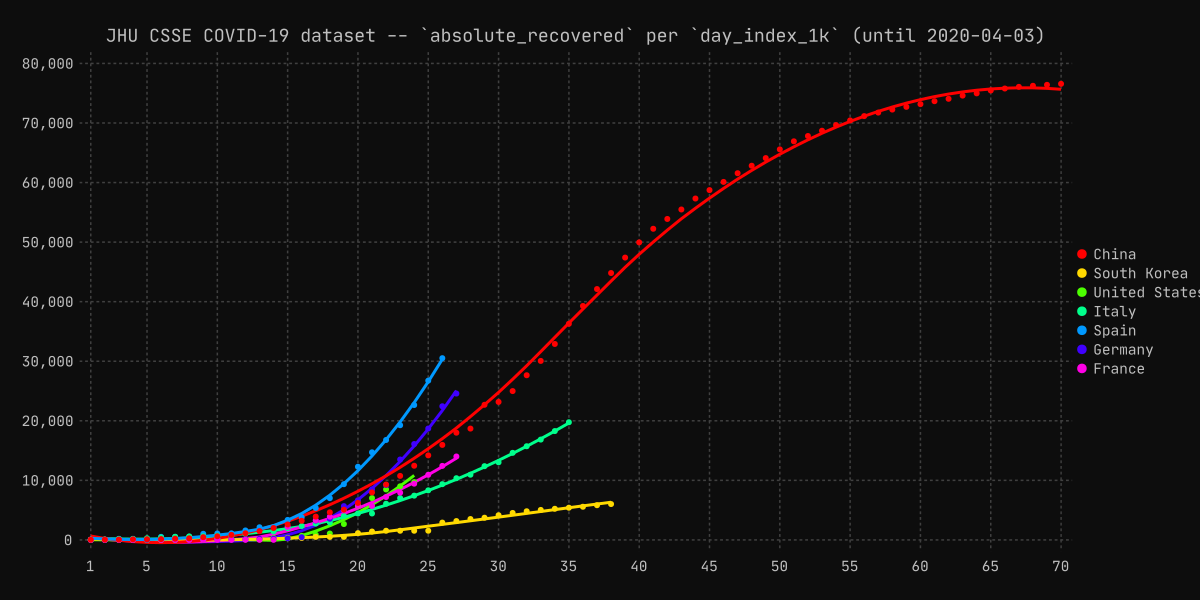 JHU CSSE COVID-19 dataset -- `absolute_recovered` per `day_index_1k` (until 2020-04-03)
80,000
70,000
60,000
50,000
40,000
30,000
20,000
10,000
0
1 5 10 15 20 25 30 35 40 45 50 55 60 65 70
China
South Korea
United States
Italy
Spain
Germany
France